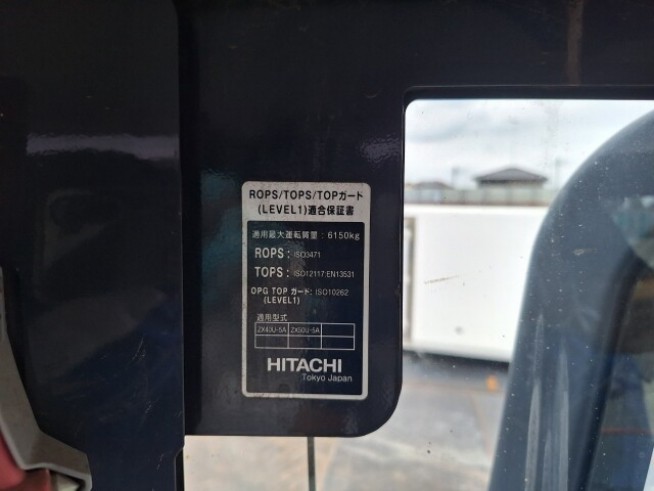 ROPS/TOPS/TOPガード
(LEVEL1)適合保証書
適用最大運転質量：6150kg
ROPS：ISO3471
TOPS：ISO12117:EN13531
OPG TOP ガード：ISO10262
(LEVEL1)
適用型式
ZX40U-5A ZX50U-5A
HITACHI
Tokyo Japan